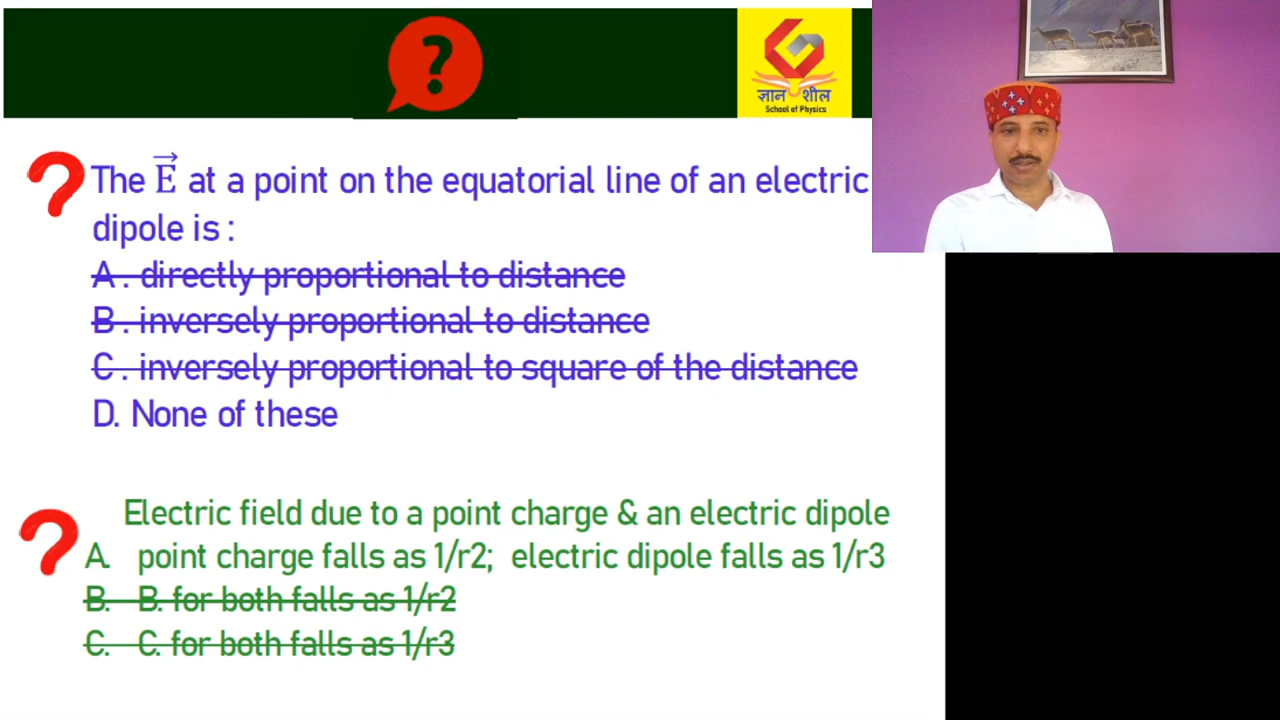 ?
ज्ञान शील
School of Physics
? The E⃗ at a point on the equatorial line of an electric
dipole is :
A . directly proportional to distance
B . inversely proportional to distance
C . inversely proportional to square of the distance
D. None of these
? Electric field due to a point charge & an electric dipole
A. point charge falls as 1/r2; electric dipole falls as 1/r3
B. B. for both falls as 1/r2
C. C. for both falls as 1/r3